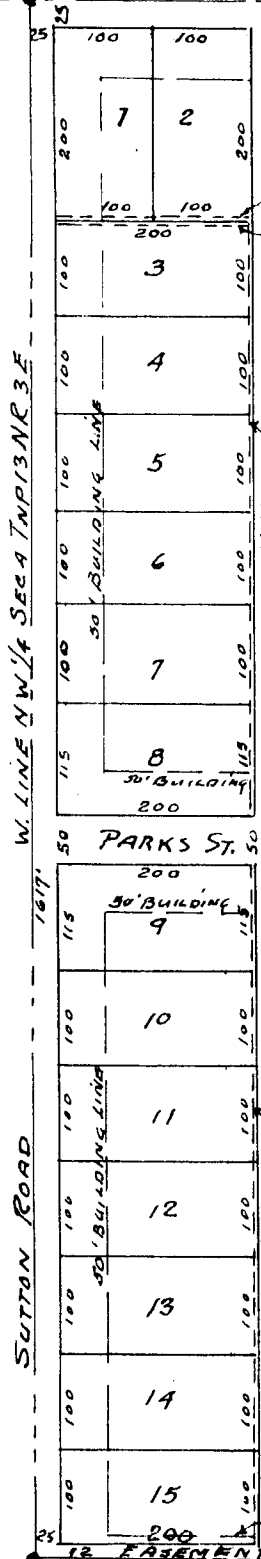 25 25 100 100
200 1 2 200
100 100
200
100 3 100
100 4 100
100 5 100
50' BUILDING LINE
100 6 100
100 7 100
115 8 115
50' BUILDING
200
W. LINE NW 1/4 SEC 4 TWP 13 N R 3 E
1617'
50 PARKS ST. 50
200
50' BUILDING
115 9 115
100 10 100
100 11 100
50' BUILDING LINE
100 12 100
100 13 100
100 14 100
100 15 100
SUTTON ROAD
200
25 12 EASEMEN